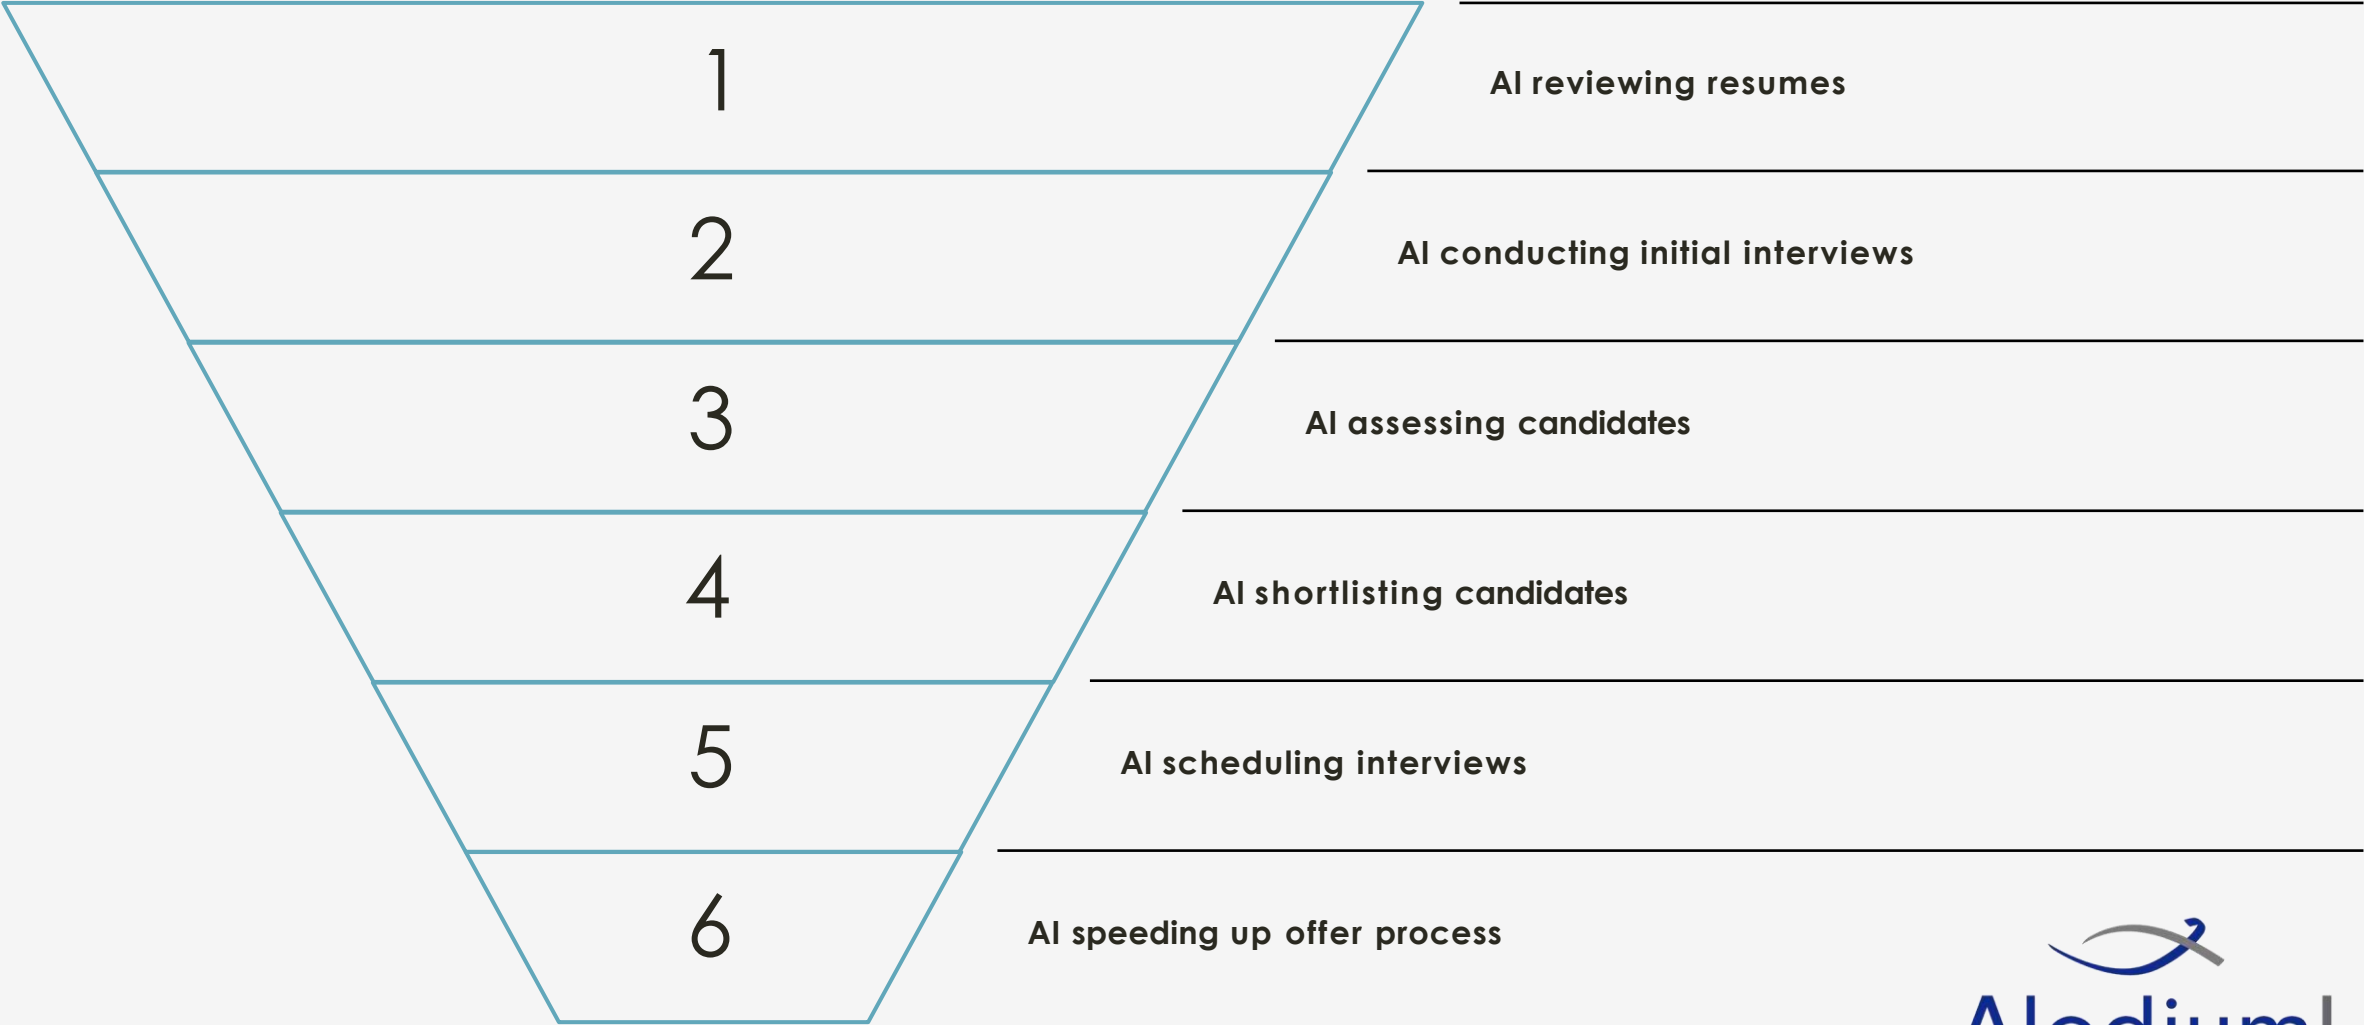 1
AI reviewing resumes
2
AI conducting initial interviews
3
AI assessing candidates
4
AI shortlisting candidates
5
AI scheduling interviews
6
AI speeding up offer process